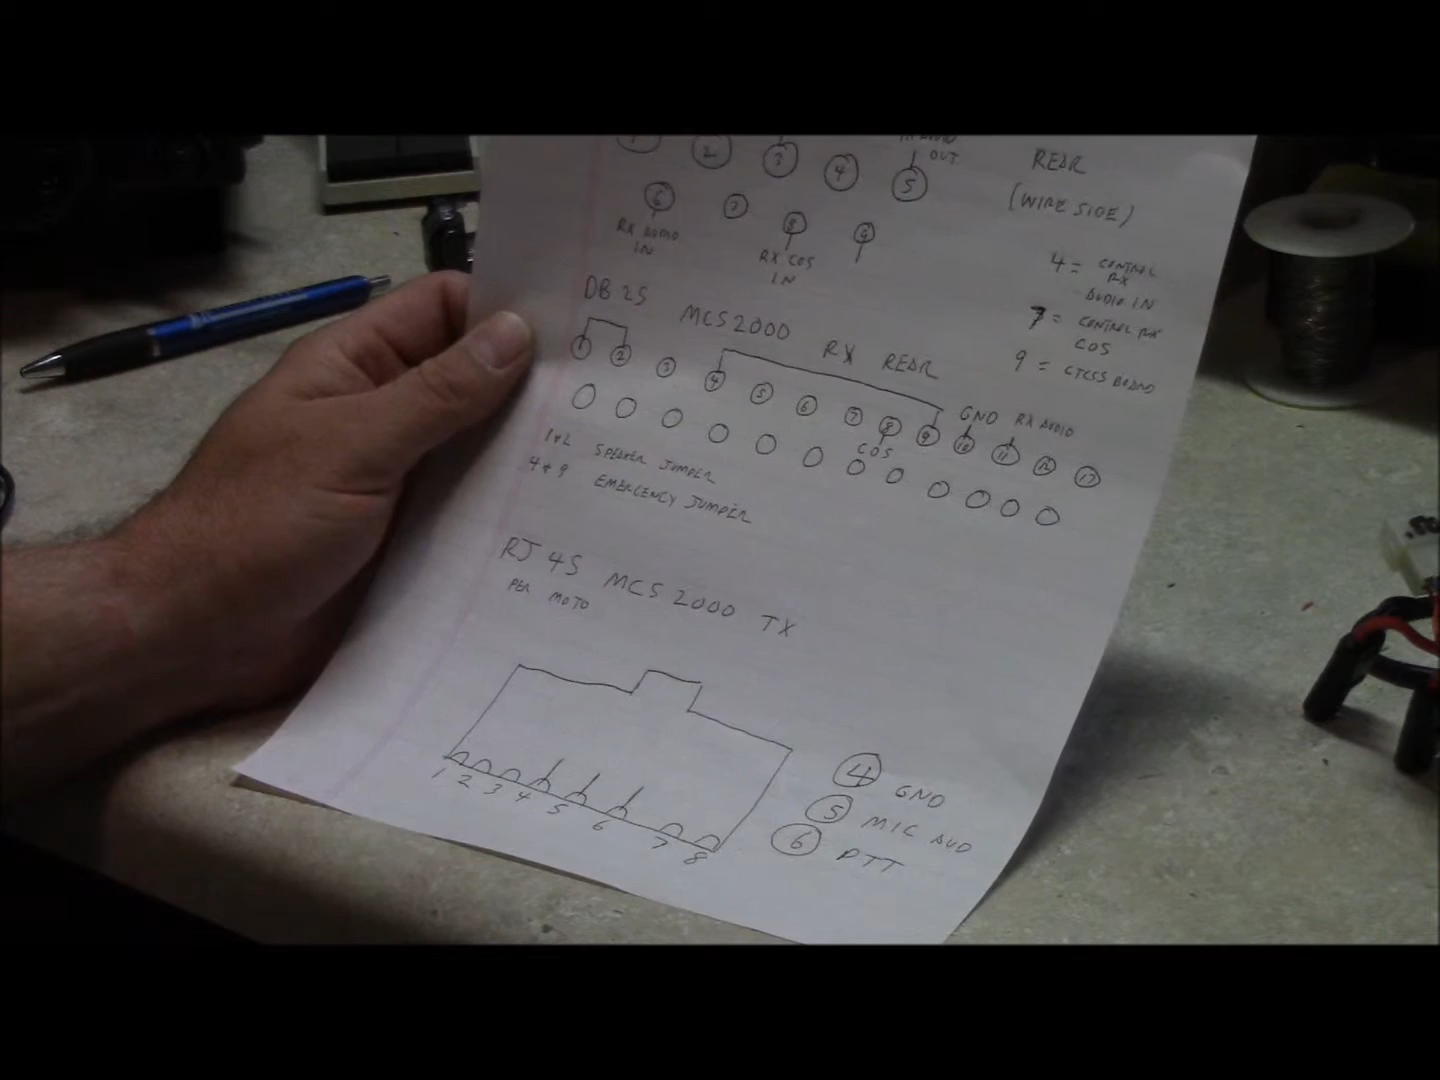 OUT
REAR
(WIRE SIDE)
1 2 3 4 5
6 7 8 9
RX AUDIO
IN
RX COS
IN
4 = CONTROL
RX
AUDIO IN
7 = CONTROL RX
COS
9 = CTCSS BOARD
DB25 MCS2000 RX REAR
GND RX AUDIO
1 2 3 4 5 6 7 8 9 10 11 12 13
COS
1+2 SPEAKER JUMPER
4+9 EMERGENCY JUMPER
RJ45 MCS2000 TX
PER MOTO
1 2 3 4 5 6 7 8
4 GND
5 MIC AUD
6 PTT